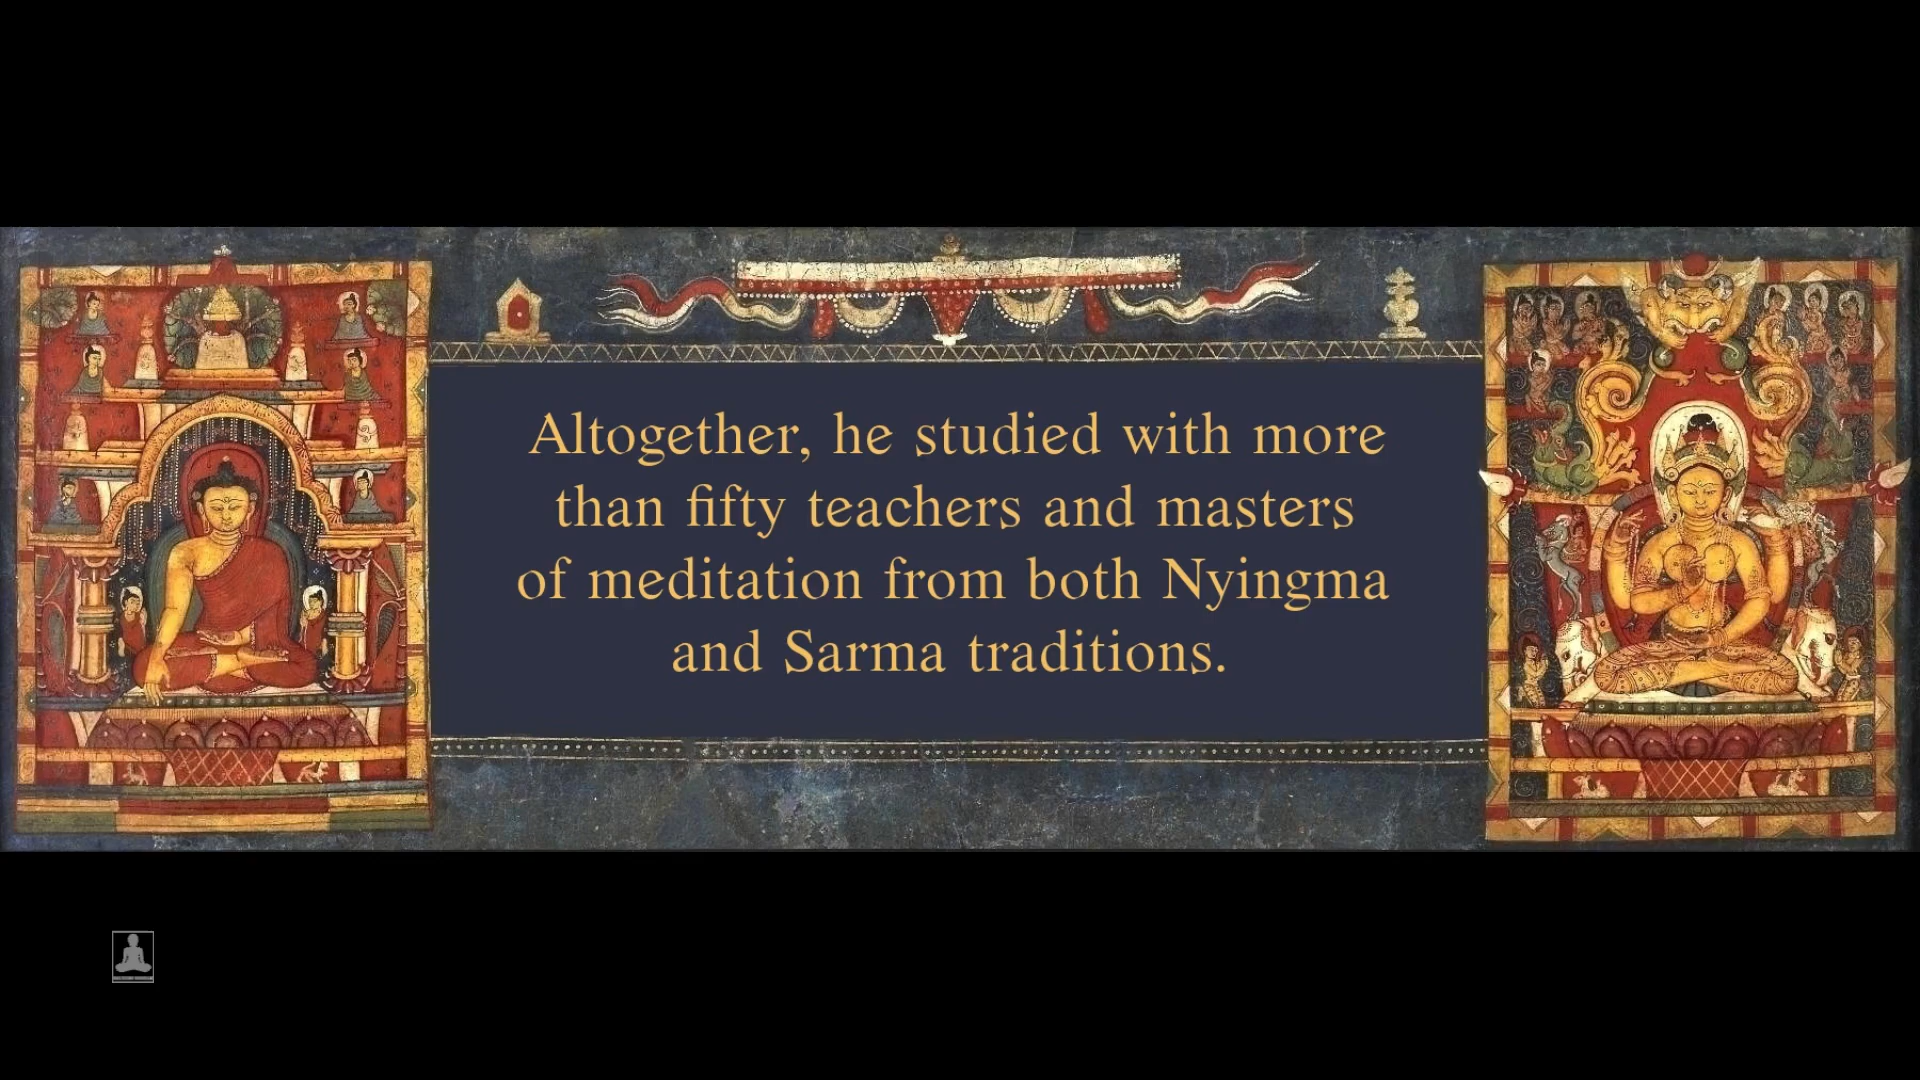 Altogether, he studied with more
than fifty teachers and masters
of meditation from both Nyingma
and Sarma traditions.